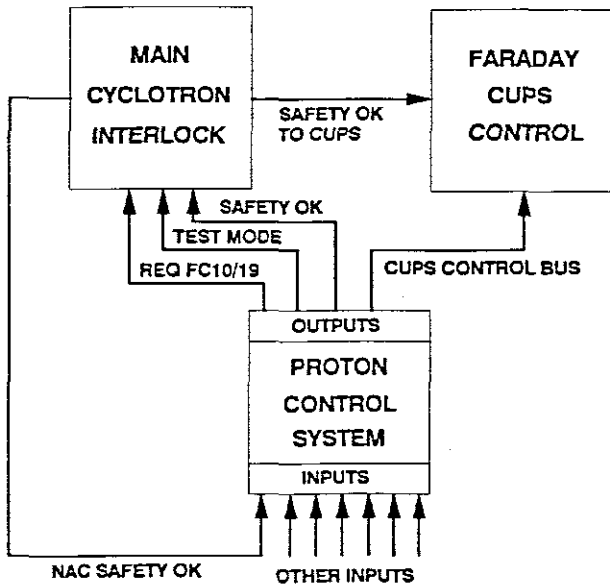 MAIN
CYCLOTRON
INTERLOCK
FARADAY
CUPS
CONTROL
SAFETY OK
TO CUPS
SAFETY OK
TEST MODE
REQ FC10/19
CUPS CONTROL BUS
OUTPUTS
PROTON
CONTROL
SYSTEM
INPUTS
NAC SAFETY OK
OTHER INPUTS